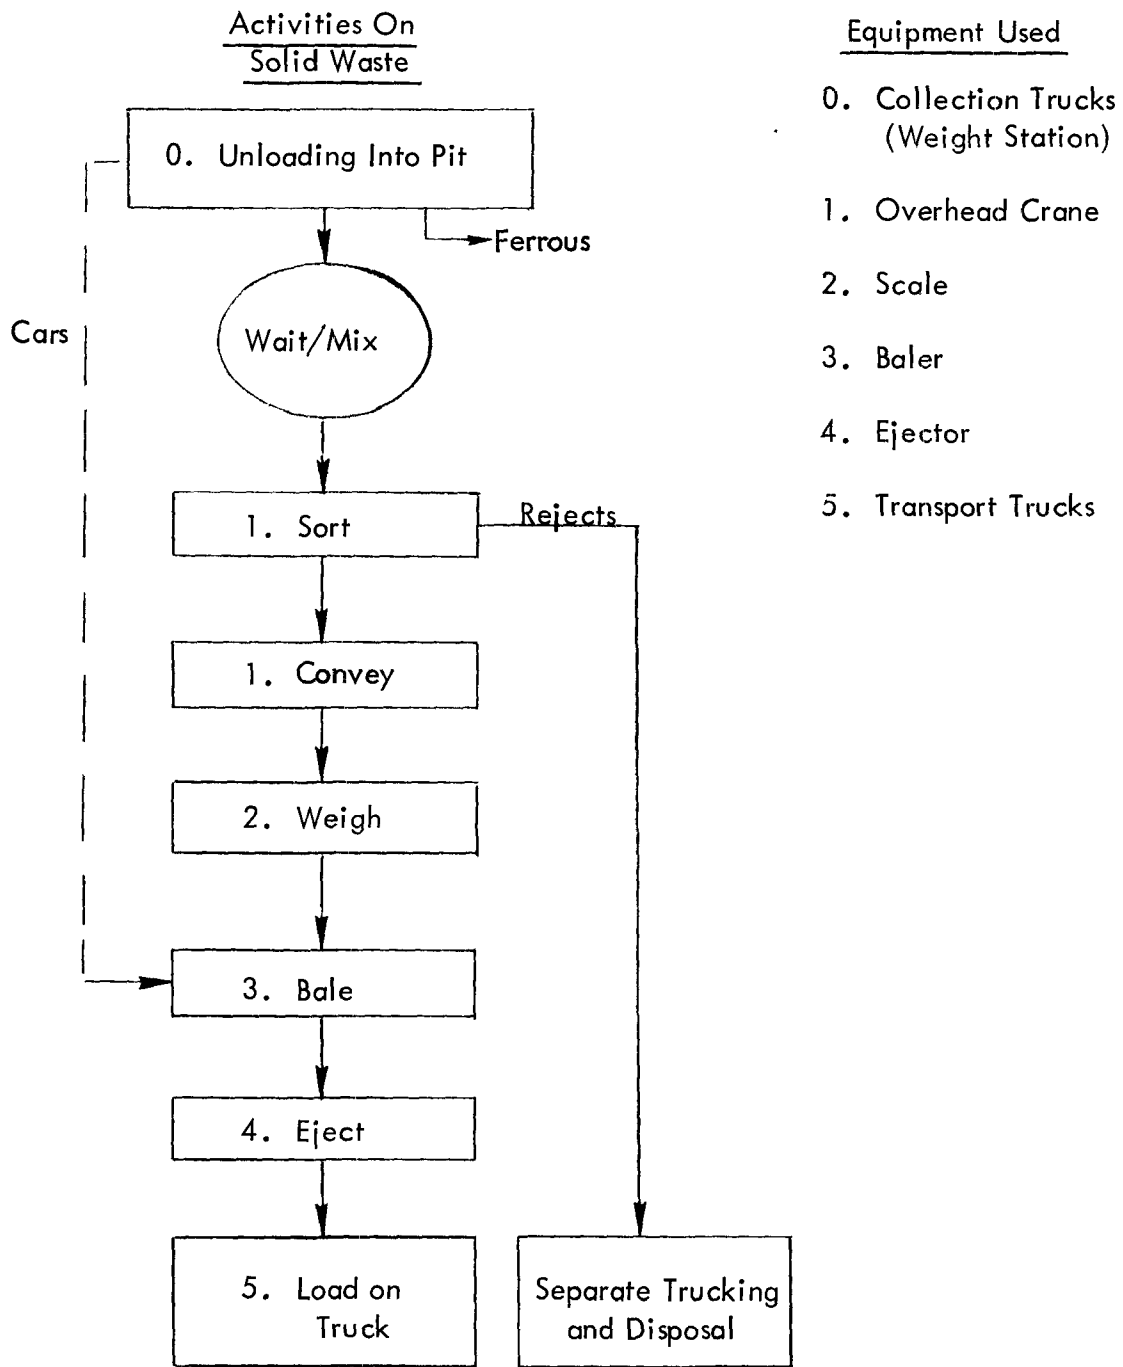 Activities On
Solid Waste
0. Unloading Into Pit
Ferrous
Cars
Wait/Mix
1. Sort
Rejects
1. Convey
2. Weigh
3. Bale
4. Eject
5. Load on
Truck
Separate Trucking
and Disposal
Equipment Used
0. Collection Trucks
(Weight Station)
1. Overhead Crane
2. Scale
3. Baler
4. Ejector
5. Transport Trucks